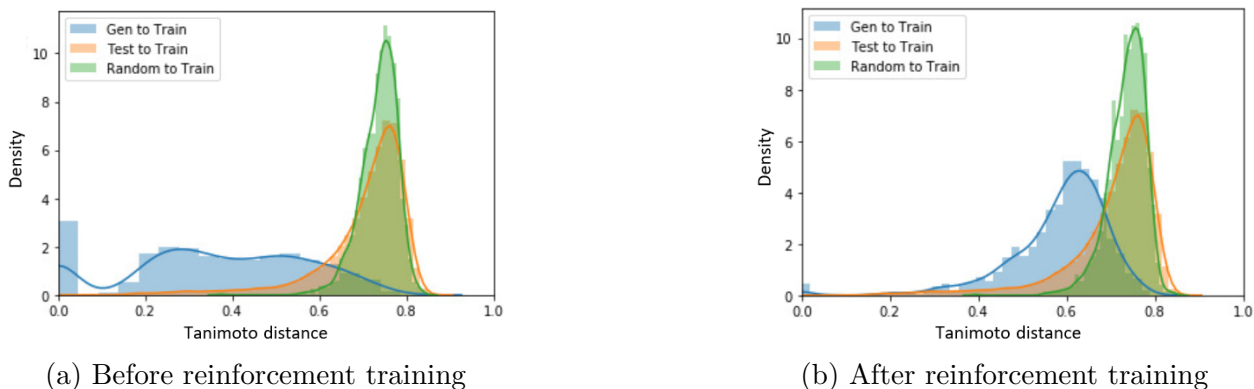 Gen to Train
Test to Train
Random to Train
10
8
6
4
2
0
Density
0.0 0.2 0.4 0.6 0.8 1.0
Tanimoto distance
(a) Before reinforcement training
Gen to Train
Test to Train
Random to Train
10
8
6
4
2
0
Density
0.0 0.2 0.4 0.6 0.8 1.0
Tanimoto distance
(b) After reinforcement training